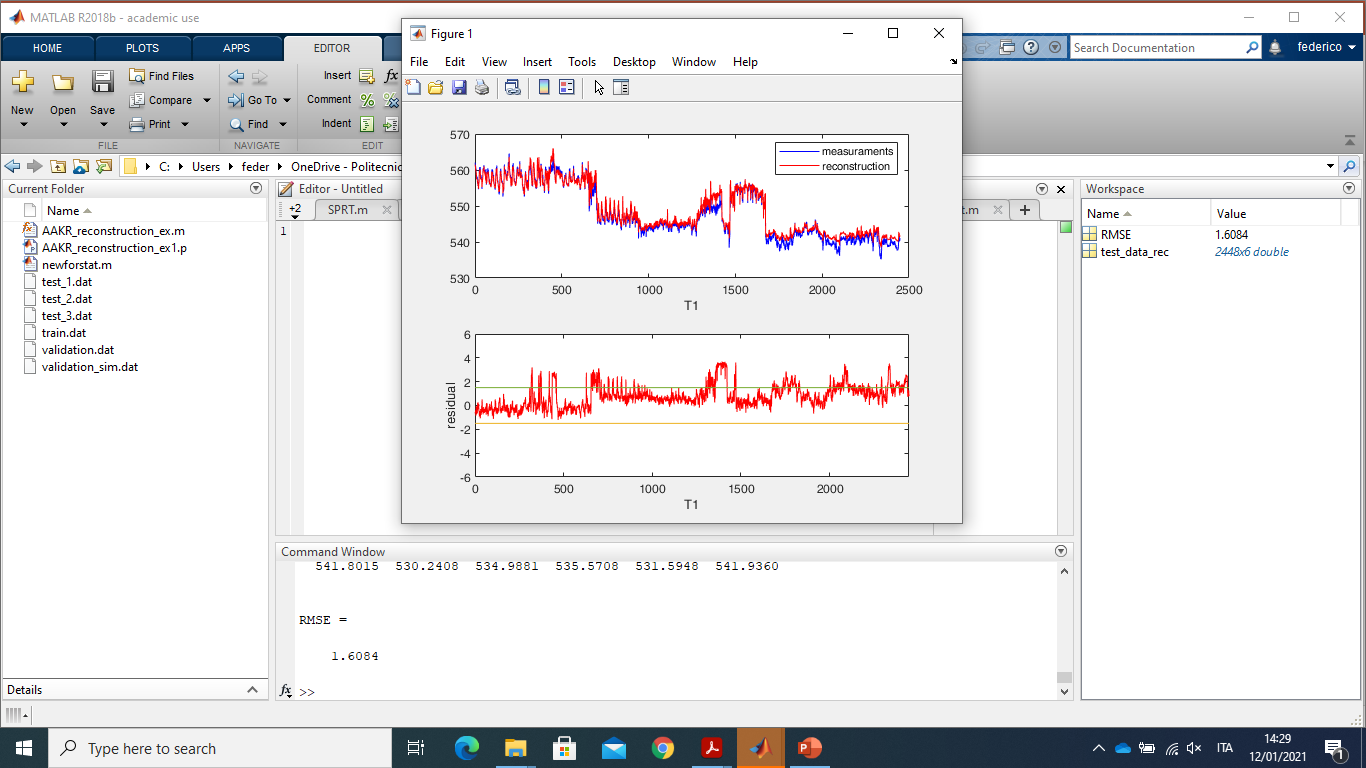 MATLAB R2018b - academic use
HOME PLOTS APPS EDITOR
Search Documentation federico
New Open Save
Find Files
Compare
Print
Go To
Find
Insert fx
Comment
Indent
FILE NAVIGATE EDIT
C: Users feder OneDrive - Politecnic
Current Folder
Name
AAKR_reconstruction_ex.m
AAKR_reconstruction_ex1.p
newforstat.m
test_1.dat
test_2.dat
test_3.dat
train.dat
validation.dat
validation_sim.dat
Details
Editor - Untitled
+2 SPRT.m t.m
1
Figure 1
File Edit View Insert Tools Desktop Window Help
570
560
550
540
530
0 500 1000 1500 2000 2500
T1
measuraments
reconstruction
6
4
2
0
-2
-4
-6
residual
0 500 1000 1500 2000
T1
Command Window
541.8015 530.2408 534.9881 535.5708 531.5948 541.9360
RMSE =
1.6084
fx >>
Workspace
Name Value
RMSE 1.6084
test_data_rec 2448x6 double
Type here to search
ITA
14:29
12/01/2021
1